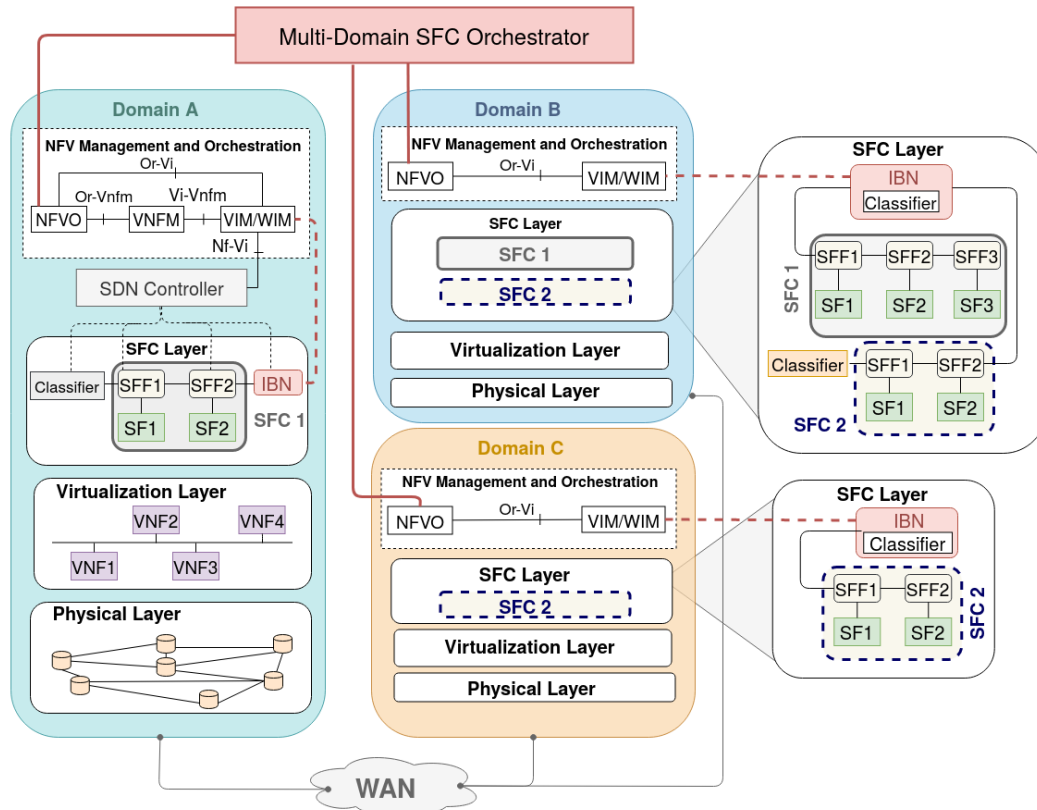 Multi-Domain SFC Orchestrator
Domain A
NFV Management and Orchestration
Or-Vi
Or-Vnfm
Vi-Vnfm
NFVO
VNFM
VIM/WIM
Nf-Vi
SDN Controller
SFC Layer
Classifier
SFF1
SFF2
IBN
SF1
SF2
SFC 1
Virtualization Layer
VNF2
VNF4
VNF1
VNF3
Physical Layer
Domain B
NFV Management and Orchestration
Or-Vi
NFVO
VIM/WIM
SFC Layer
SFC 1
SFC 2
Virtualization Layer
Physical Layer
SFC Layer
IBN
Classifier
SFC 1
SFF1
SFF2
SFF3
SF1
SF2
SF3
Classifier
SFF1
SFF2
SF1
SF2
SFC 2
Domain C
NFV Management and Orchestration
Or-Vi
NFVO
VIM/WIM
SFC Layer
SFC 2
Virtualization Layer
Physical Layer
SFC Layer
IBN
Classifier
SFF1
SFF2
SF1
SF2
SFC 2
WAN